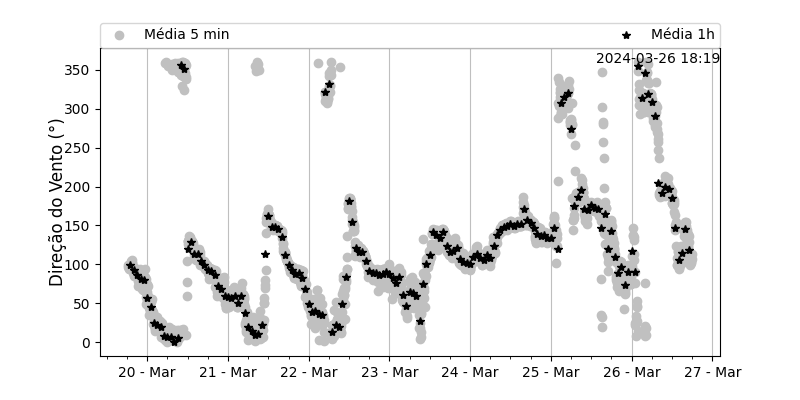 Média 5 min
Média 1h
2024-03-26 18:19
Direção do Vento (°)
350
300
250
200
150
100
50
0
20 - Mar
21 - Mar
22 - Mar
23 - Mar
24 - Mar
25 - Mar
26 - Mar
27 - Mar